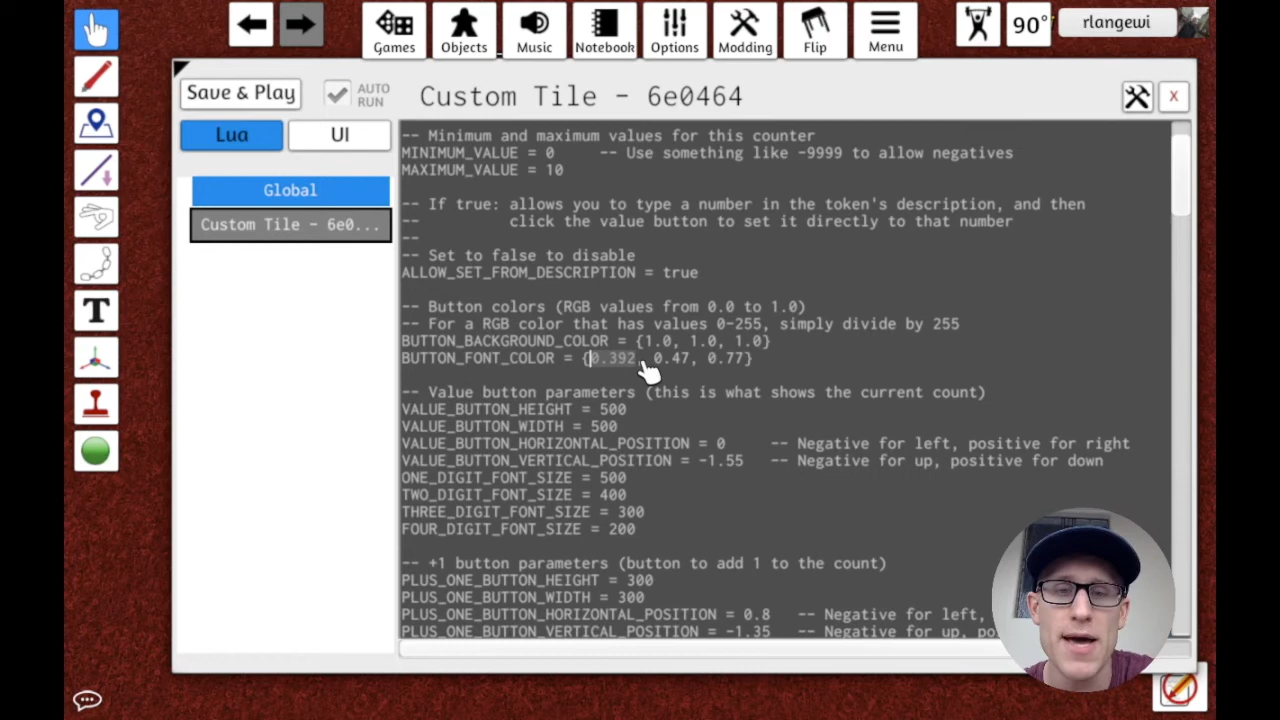 Games
Objects
Music
Notebook
Options
Modding
Flip
Menu
90°
rlangewi
Save & Play
AUTO
RUN
Custom Tile - 6e0464
X
Lua
UI
Global
Custom Tile - 6e0...
T
-- Minimum and maximum values for this counter
MINIMUM_VALUE = 0     -- Use something like -9999 to allow negatives
MAXIMUM_VALUE = 10
-- If true: allows you to type a number in the token's description, and then
--          click the value button to set it directly to that number
--
-- Set to false to disable
ALLOW_SET_FROM_DESCRIPTION = true
-- Button colors (RGB values from 0.0 to 1.0)
-- For a RGB color that has values 0-255, simply divide by 255
BUTTON_BACKGROUND_COLOR = {1.0, 1.0, 1.0}
BUTTON_FONT_COLOR = {0.392, 0.47, 0.77}
-- Value button parameters (this is what shows the current count)
VALUE_BUTTON_HEIGHT = 500
VALUE_BUTTON_WIDTH = 500
VALUE_BUTTON_HORIZONTAL_POSITION = 0     -- Negative for left, positive for right
VALUE_BUTTON_VERTICAL_POSITION = -1.55   -- Negative for up, positive for down
ONE_DIGIT_FONT_SIZE = 500
TWO_DIGIT_FONT_SIZE = 400
THREE_DIGIT_FONT_SIZE = 300
FOUR_DIGIT_FONT_SIZE = 200
-- +1 button parameters (button to add 1 to the count)
PLUS_ONE_BUTTON_HEIGHT = 300
PLUS_ONE_BUTTON_WIDTH = 300
PLUS_ONE_BUTTON_HORIZONTAL_POSITION = 0.8   -- Negative for left,
PLUS_ONE_BUTTON_VERTICAL_POSITION = -1.35   -- Negative for up, po